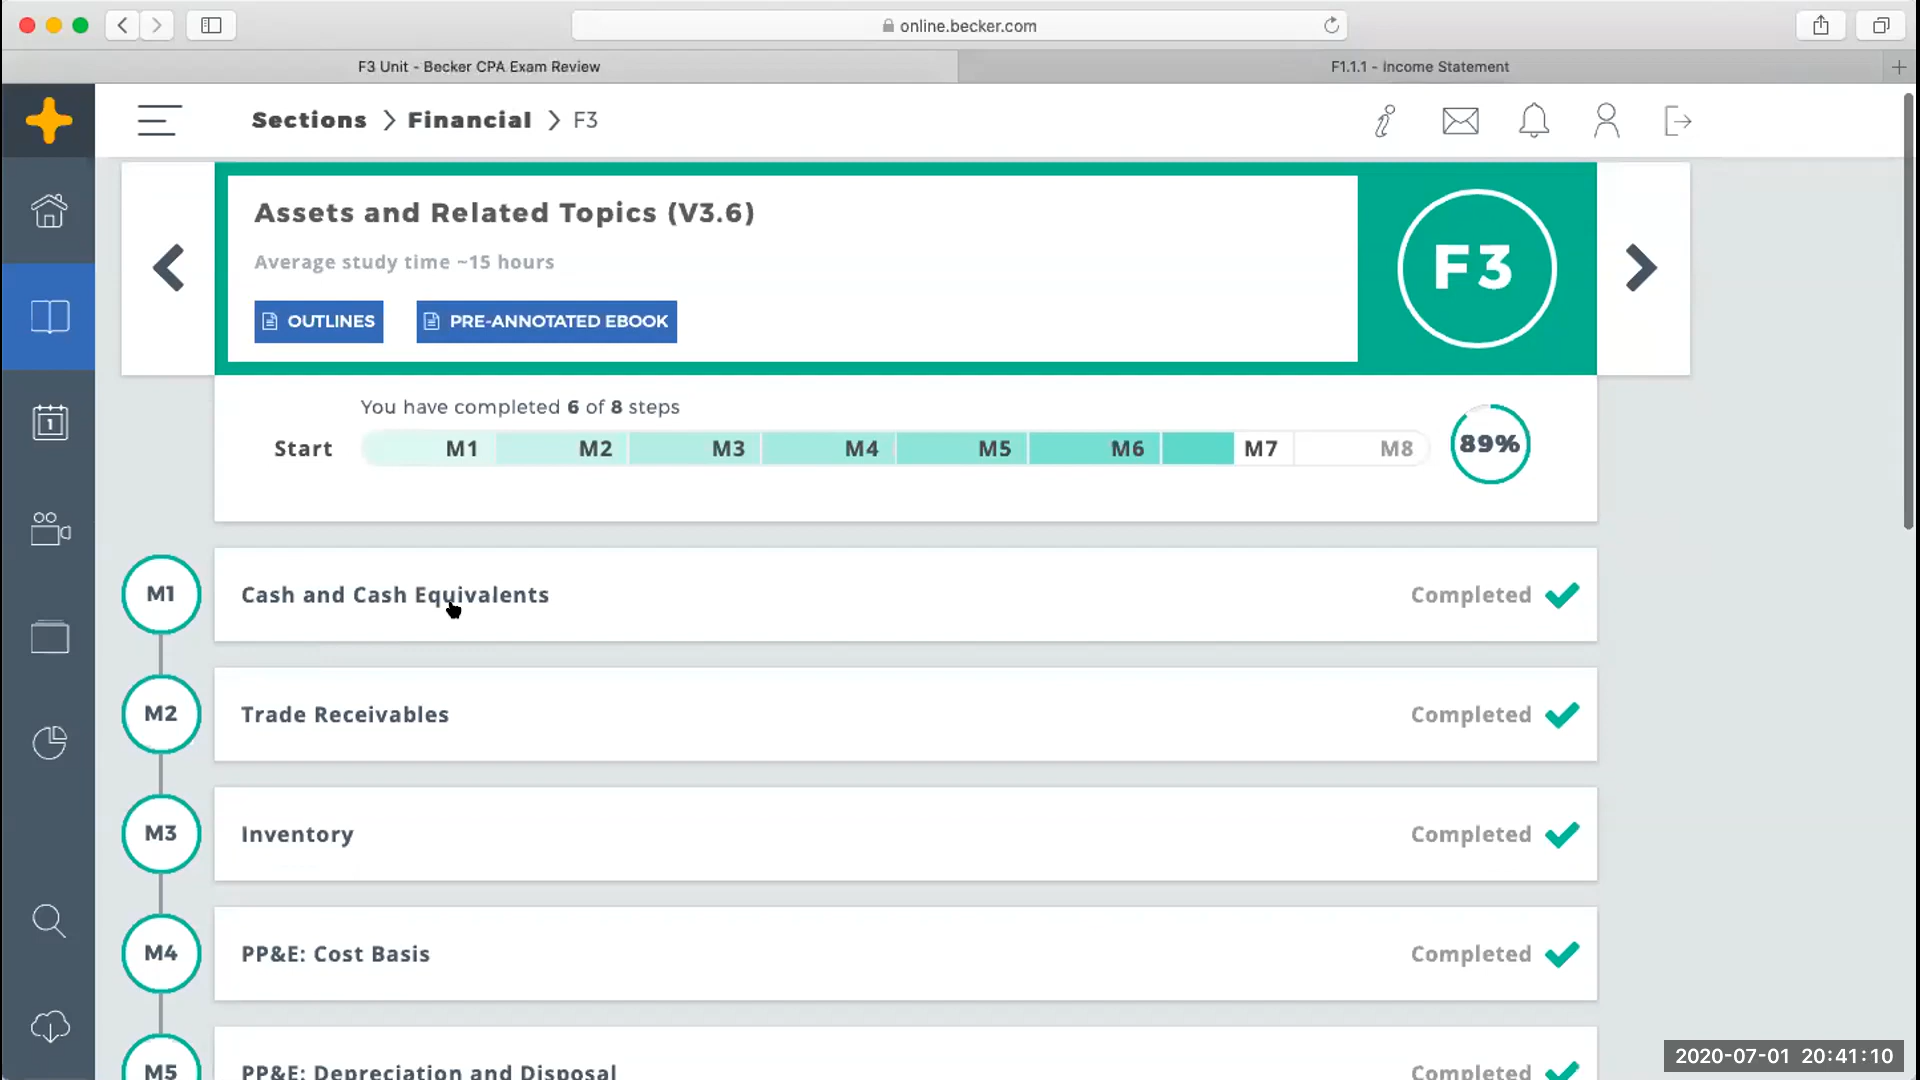 online.becker.com
F3 Unit - Becker CPA Exam Review
F1.1.1 - Income Statement
Sections > Financial > F3
Assets and Related Topics (V3.6)
Average study time ~15 hours
OUTLINES
PRE-ANNOTATED EBOOK
F3
You have completed 6 of 8 steps
Start M1 M2 M3 M4 M5 M6 M7 M8 89%
M1 Cash and Cash Equivalents Completed
M2 Trade Receivables Completed
M3 Inventory Completed
M4 PP&E: Cost Basis Completed
M5 PP&E: Depreciation and Disposal Completed
1
2020-07-01 20:41:10